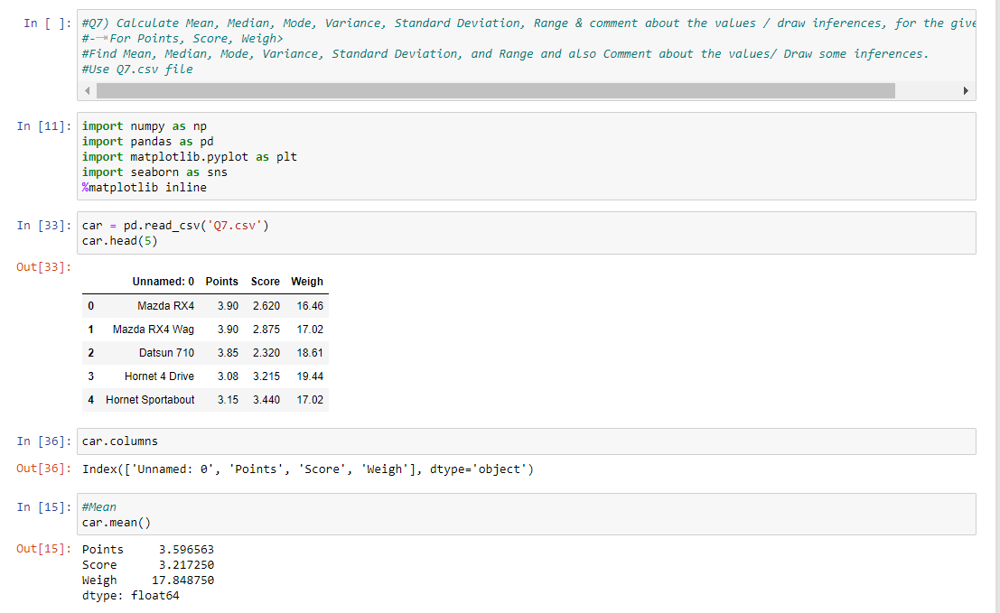 In [ ]: #Q7) Calculate Mean, Median, Mode, Variance, Standard Deviation, Range & comment about the values / draw inferences, for the give
#-→For Points, Score, Weigh>
#Find Mean, Median, Mode, Variance, Standard Deviation, and Range and also Comment about the values/ Draw some inferences.
#Use Q7.csv file
In [11]: import numpy as np
import pandas as pd
import matplotlib.pyplot as plt
import seaborn as sns
%matplotlib inline
In [33]: car = pd.read_csv('Q7.csv')
car.head(5)
Out[33]:
Unnamed: 0 Points Score Weigh
0 Mazda RX4 3.90 2.620 16.46
1 Mazda RX4 Wag 3.90 2.875 17.02
2 Datsun 710 3.85 2.320 18.61
3 Hornet 4 Drive 3.08 3.215 19.44
4 Hornet Sportabout 3.15 3.440 17.02
In [36]: car.columns
Out[36]: Index(['Unnamed: 0', 'Points', 'Score', 'Weigh'], dtype='object')
In [15]: #Mean
car.mean()
Out[15]: Points 3.596563
Score 3.217250
Weigh 17.848750
dtype: float64